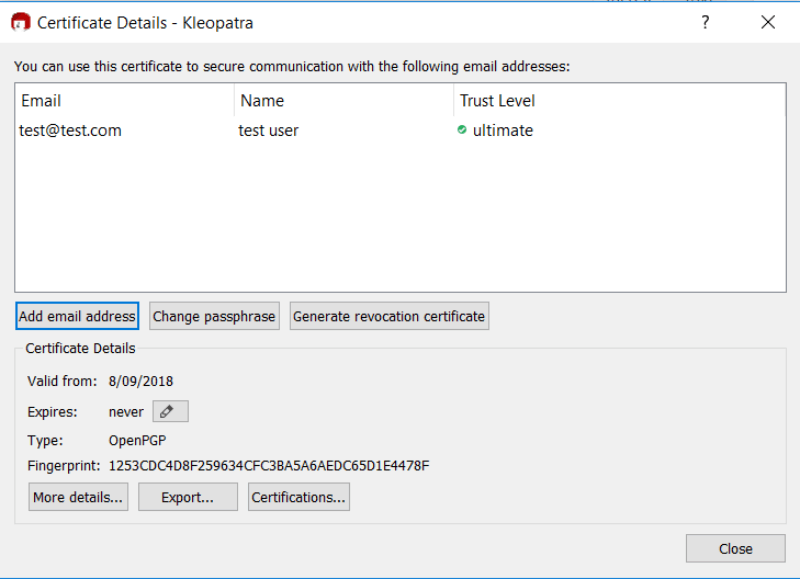 Certificate Details - Kleopatra
?
You can use this certificate to secure communication with the following email addresses:
Email Name Trust Level
test@test.com test user ultimate
Add email address Change passphrase Generate revocation certificate
Certificate Details
Valid from: 8/09/2018
Expires: never
Type: OpenPGP
Fingerprint: 1253CDC4D8F259634CFC3BA5A6AEDC65D1E4478F
More details... Export... Certifications...
Close